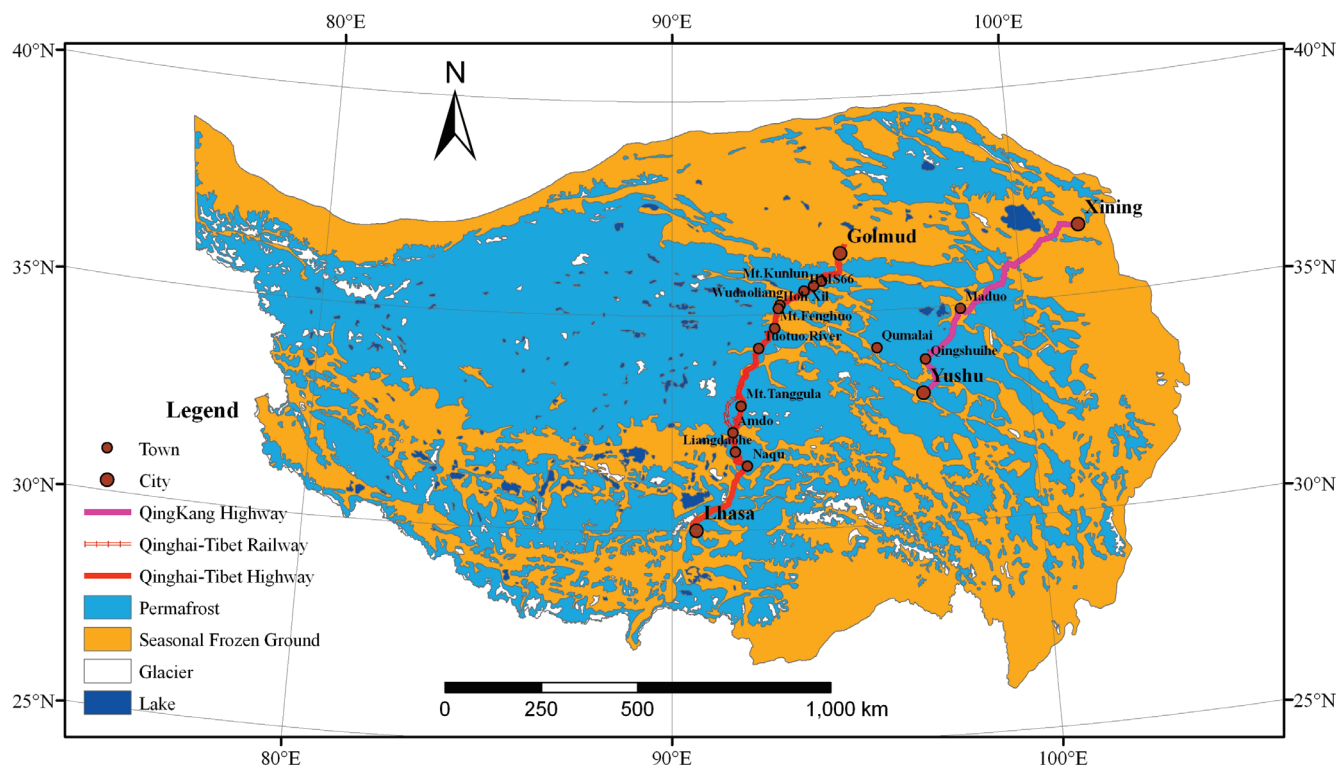 80°E
90°E
100°E
40°N
40°N
N
Xining
Golmud
35°N
35°N
Mt.Kunlun
Wudaoliang
Hoh Xil
Maduo
Mt.Fenghuo
Tuotuo.River
Qumalai
Qingshuihe
Yushu
Mt.Tanggula
Legend
Amdo
Liangdaohe
Town
Naqu
City
30°N
30°N
QingKang Highway
Lhasa
Qinghai-Tibet Railway
Qinghai-Tibet Highway
Permafrost
Seasonal Frozen Ground
Glacier
Lake
25°N
25°N
0
250
500
1,000 km
80°E
90°E
100°E